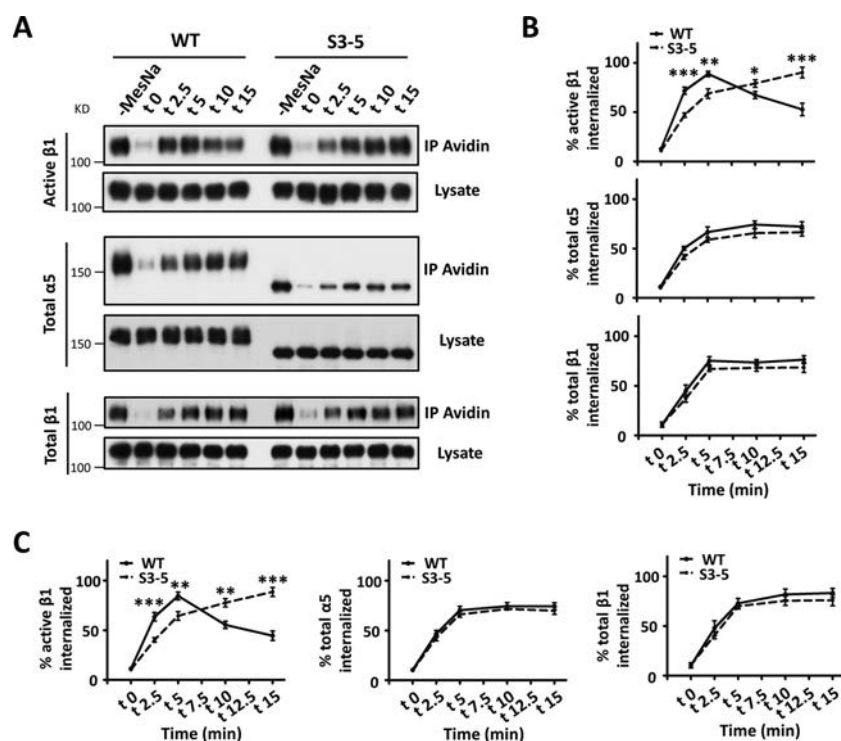 A
WT S3-5
KD -MesNa t 0 t 2.5 t 5 t 10 t 15 -MesNa t 0 t 2.5 t 5 t 10 t 15
Active β1
100 IP Avidin
100 Lysate
Total α5
150 IP Avidin
150 Lysate
Total β1
100 IP Avidin
100 Lysate
B
WT
S3-5
*** ** * ***
% active β1
internalized
100
50
0
% total α5
internalized
100
50
0
% total β1
internalized
100
50
0
t 0 t 2.5 t 5 t 7.5 t 10 t 12.5 t 15
Time (min)
C
WT
S3-5
*** ** ** ***
% active β1
internalized
100
50
0
t 0 t 2.5 t 5 t 7.5 t 10 t 12.5 t 15
Time (min)
WT
S3-5
% total α5
internalized
100
50
0
t 0 t 2.5 t 5 t 7.5 t 10 t 12.5 t 15
Time (min)
WT
S3-5
% total β1
internalized
100
50
0
t 0 t 2.5 t 5 t 7.5 t 10 t 12.5 t 15
Time (min)